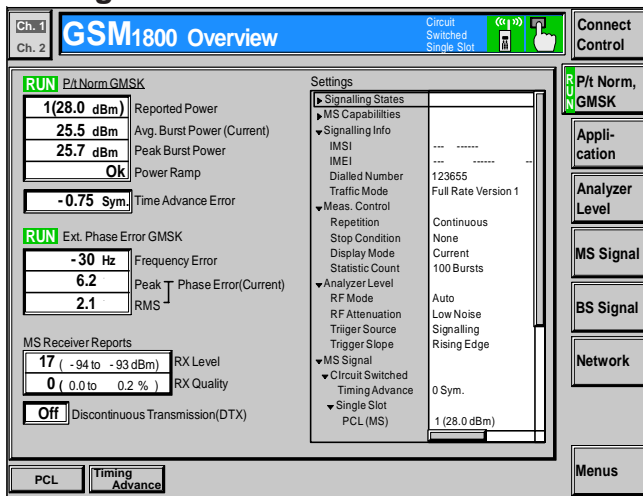 Ch. 1
Ch. 2
GSM1800 Overview
Circuit
Switched
Single Slot
Connect
Control
RUN P/t Norm GMSK
1(28.0 dBm) Reported Power
25.5 dBm Avg. Burst Power (Current)
25.7 dBm Peak Burst Power
Ok Power Ramp
- 0.75 Sym. Time Advance Error
RUN Ext. Phase Error GMSK
- 30 Hz Frequency Error
6.2 Peak Phase Error(Current)
2.1 RMS
MS Receiver Reports
17 ( - 94 to - 93 dBm) RX Level
0 ( 0.0 to 0.2 % ) RX Quality
Off Discontinuous Transmission(DTX)
Settings
Signalling States
MS Capabililties
Signalling Info
IMSI --- ------
IMEI --- ------ --
Dialled Number 123655
Traffic Mode Full Rate Version 1
Meas. Control
Repetition Continuous
Stop Condition None
Display Mode Current
Statistic Count 100 Bursts
Analyzer Level
RF Mode Auto
RF Attenuation Low Noise
Triiger Source Signalling
Trigger Slope Rising Edge
MS Signal
CIrcuit Switched
Timing Advance 0 Sym.
Single Slot
PCL (MS) 1 (28.0 dBm)
RUN
P/t Norm,
GMSK
Appli-
cation
Analyzer
Level
MS Signal
BS Signal
Network
Menus
PCL
Timing
Advance